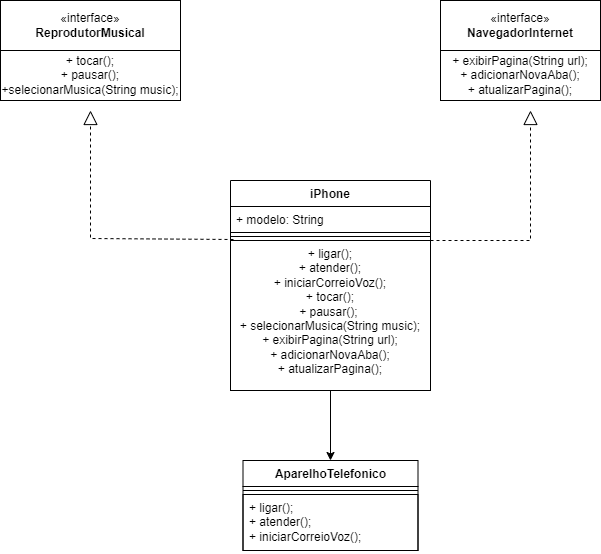 «interface»
ReprodutorMusical
+ tocar();
+ pausar();
+selecionarMusica(String music);
«interface»
NavegadorInternet
+ exibirPagina(String url);
+ adicionarNovaAba();
+ atualizarPagina();
iPhone
+ modelo: String
+ ligar();
+ atender();
+ iniciarCorreioVoz();
+ tocar();
+ pausar();
+ selecionarMusica(String music);
+ exibirPagina(String url);
+ adicionarNovaAba();
+ atualizarPagina();
AparelhoTelefonico
+ ligar();
+ atender();
+ iniciarCorreioVoz();